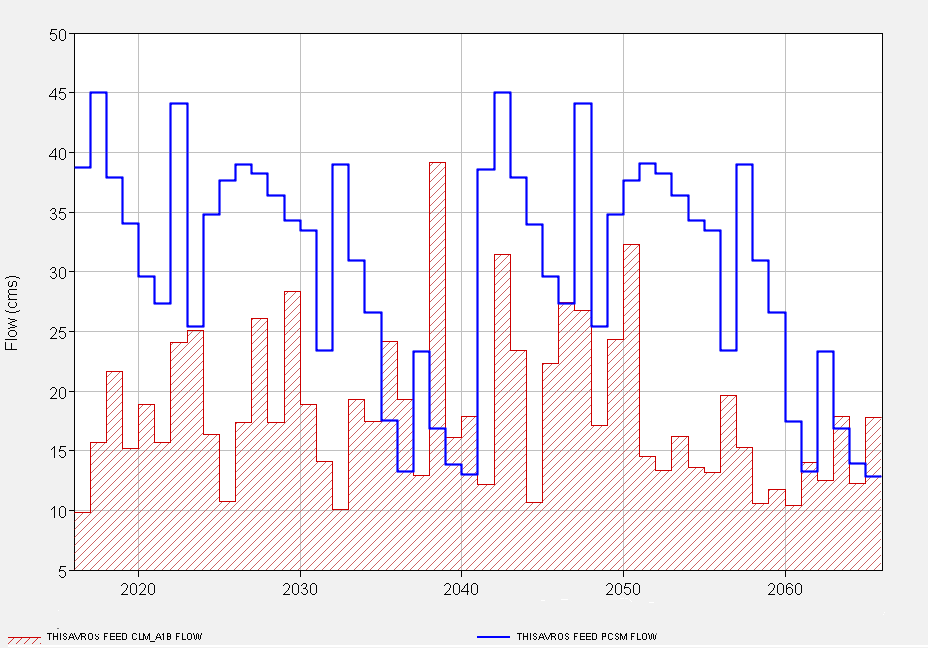 50
45
40
35
30
25
20
15
10
5
Flow (cms)
2020 2030 2040 2050 2060
THISAVROs FEED CLM_A1B FLOW
THISAVROS FEED PCSM FLOW